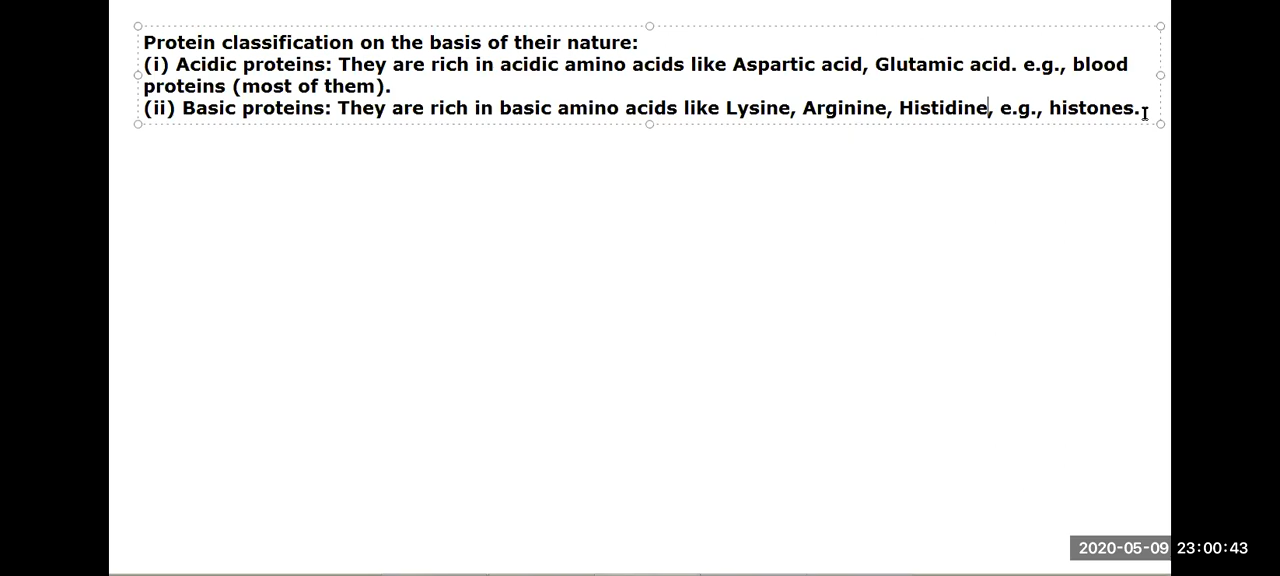 Protein classification on the basis of their nature:
(i) Acidic proteins: They are rich in acidic amino acids like Aspartic acid, Glutamic acid. e.g., blood
proteins (most of them).
(ii) Basic proteins: They are rich in basic amino acids like Lysine, Arginine, Histidine, e.g., histones.
2020-05-09 23:00:43